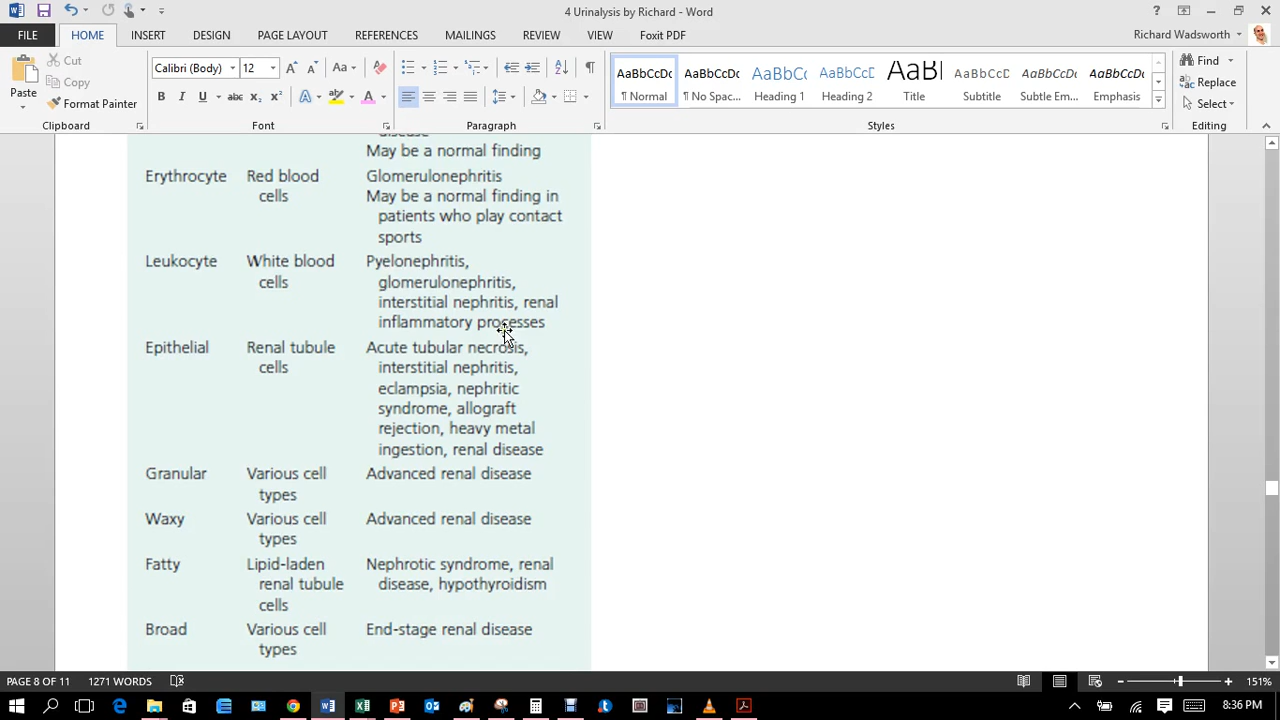 4 Urinalysis by Richard - Word
FILE HOME INSERT DESIGN PAGE LAYOUT REFERENCES MAILINGS REVIEW VIEW Foxit PDF Richard Wadsworth
Cut
Copy
Format Painter
Paste
Calibri (Body) 12
AaBbCcDc AaBbCcDc AaBbCc AaBbCc AaBI AaBbCcD AaBbCcDc AaBbCcDc
¶ Normal ¶ No Spac... Heading 1 Heading 2 Title Subtitle Subtle Em... Emphasis
Find
Replace
Select
Clipboard Font Paragraph Styles Editing
disease
May be a normal finding
Erythrocyte Red blood Glomerulonephritis
cells May be a normal finding in
patients who play contact
sports
Leukocyte White blood Pyelonephritis,
cells glomerulonephritis,
interstitial nephritis, renal
inflammatory processes
Epithelial Renal tubule Acute tubular necrosis,
cells interstitial nephritis,
eclampsia, nephritic
syndrome, allograft
rejection, heavy metal
ingestion, renal disease
Granular Various cell Advanced renal disease
types
Waxy Various cell Advanced renal disease
types
Fatty Lipid-laden Nephrotic syndrome, renal
renal tubule disease, hypothyroidism
cells
Broad Various cell End-stage renal disease
types
PAGE 8 OF 11 1271 WORDS 151%
8:36 PM